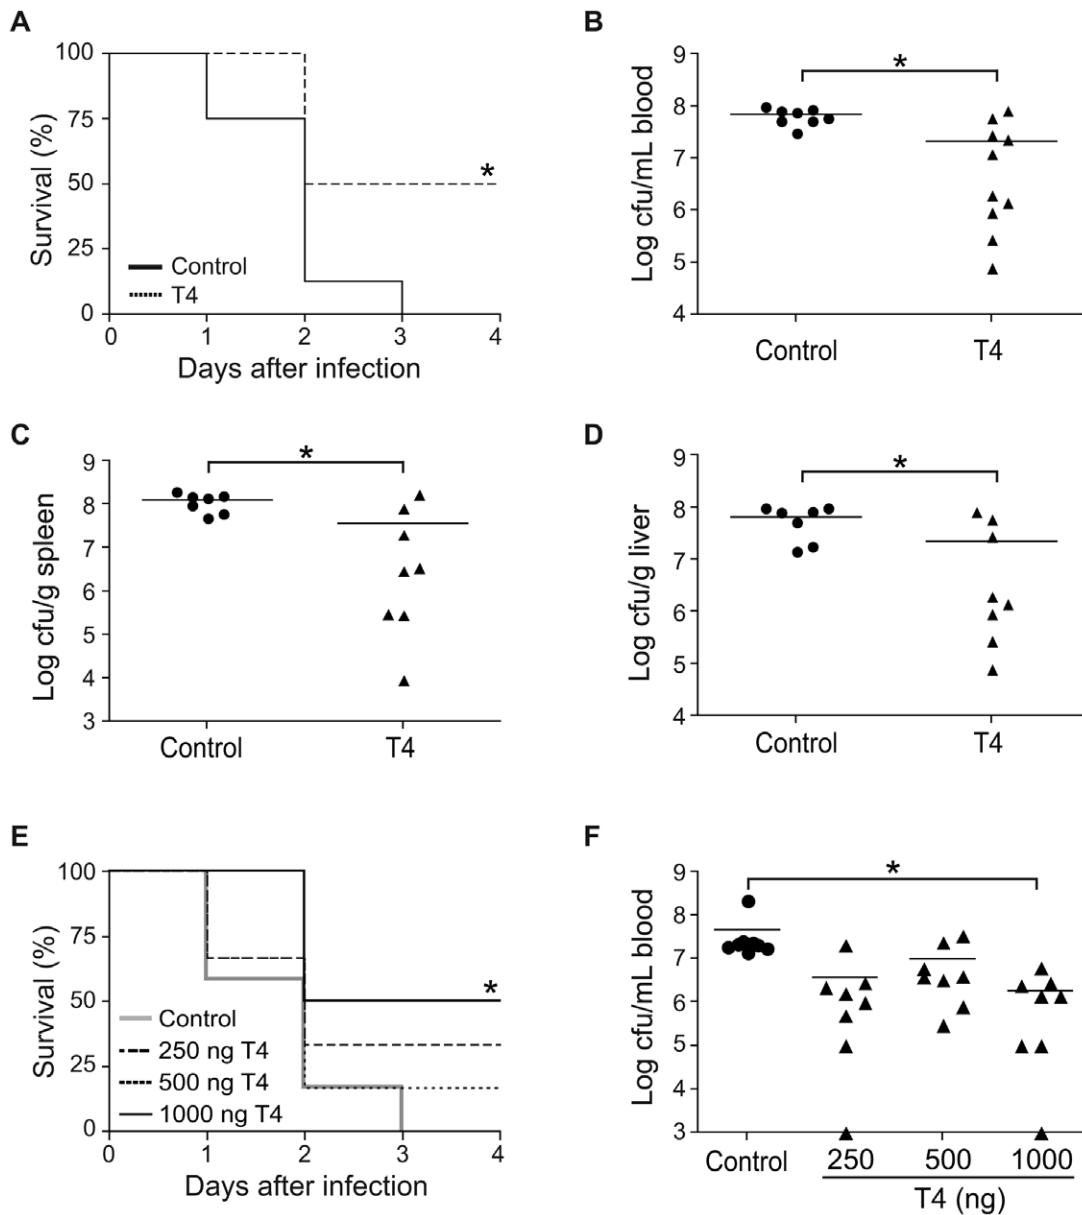 A
100
75
50
25
0
Survival (%)
*
Control
T4
0 1 2 3 4
Days after infection
B
9
8
7
6
5
4
Log cfu/mL blood
*
Control T4
C
9
8
7
6
5
4
3
Log cfu/g spleen
*
Control T4
D
9
8
7
6
5
4
Log cfu/g liver
*
Control T4
E
100
75
50
25
0
Survival (%)
*
Control
250 ng T4
500 ng T4
1000 ng T4
0 1 2 3 4
Days after infection
F
9
8
7
6
5
4
3
Log cfu/mL blood
*
Control 250 500 1000
T4 (ng)